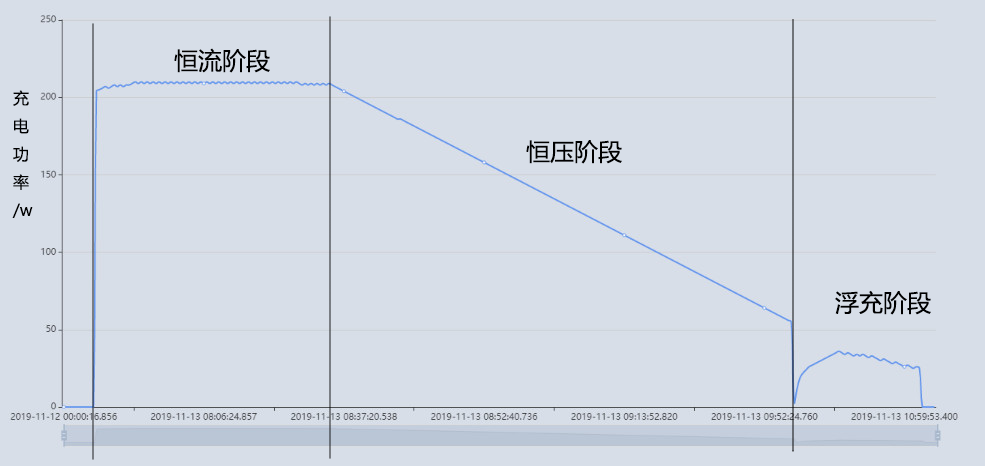 250
200
150
100
50
0
充
电
功
率
/w
恒流阶段
恒压阶段
浮充阶段
2019-11-12 00:00:16.856
2019-11-13 08:06:24.857
2019-11-13 08:37:20.538
2019-11-13 08:52:40.736
2019-11-13 09:13:52.820
2019-11-13 09:52:24.760
2019-11-13 10:59:53.400